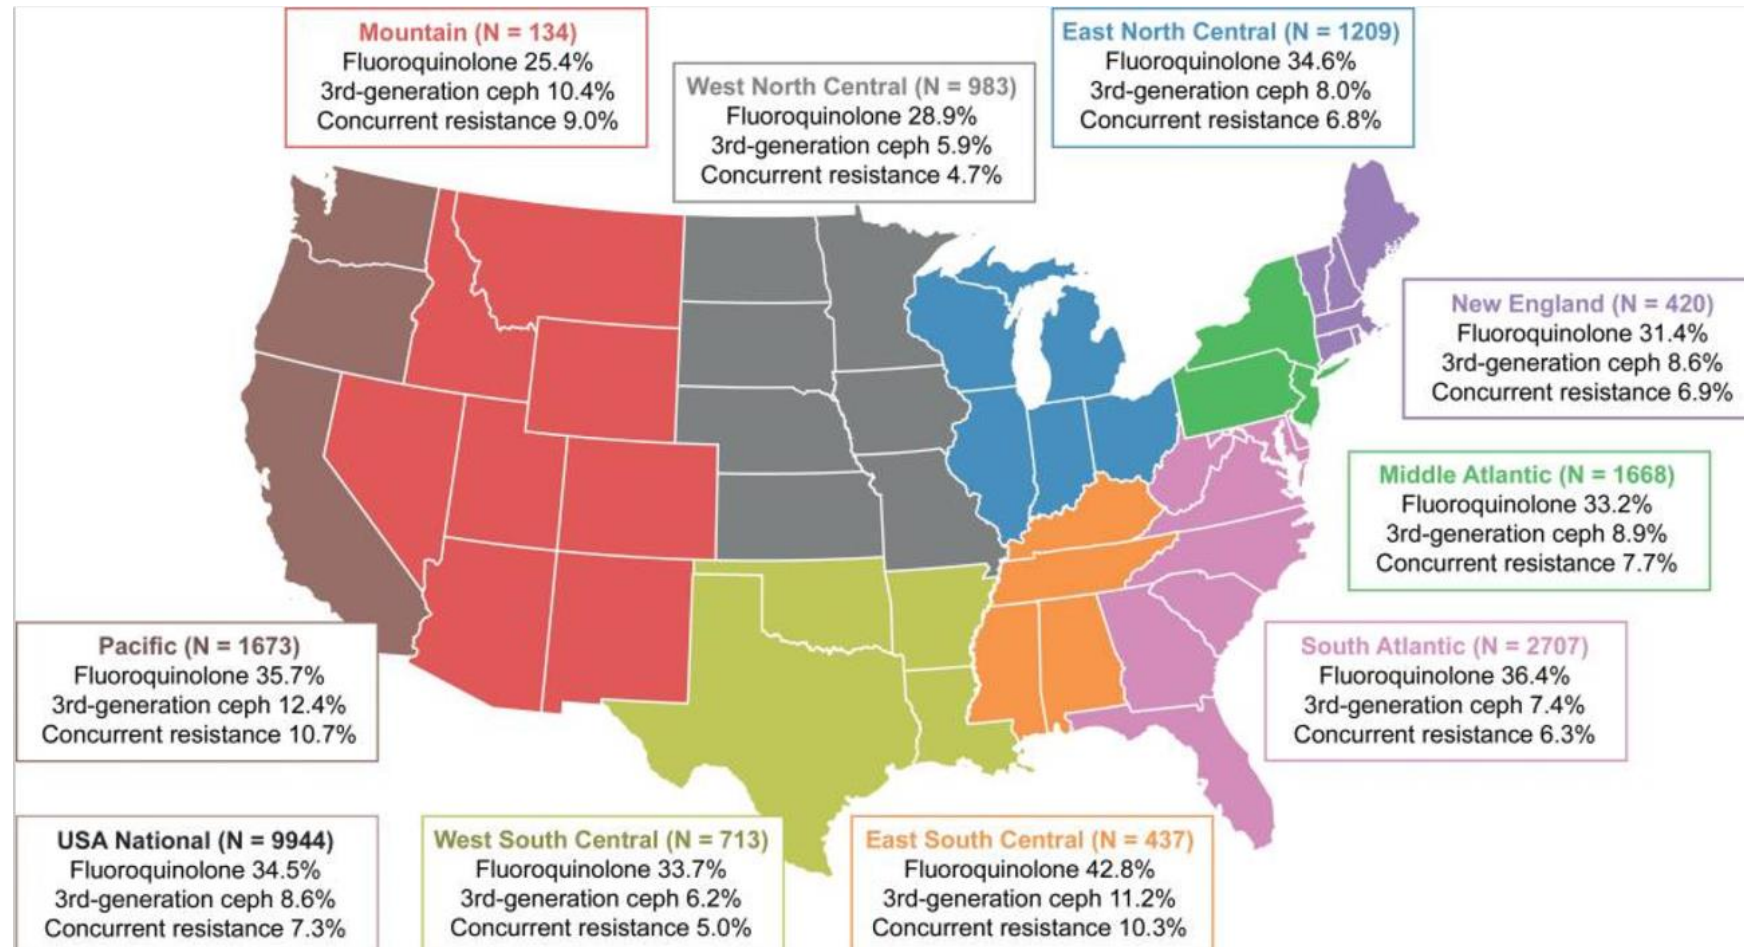 Mountain (N = 134)
Fluoroquinolone 25.4%
3rd-generation ceph 10.4%
Concurrent resistance 9.0%
West North Central (N = 983)
Fluoroquinolone 28.9%
3rd-generation ceph 5.9%
Concurrent resistance 4.7%
East North Central (N = 1209)
Fluoroquinolone 34.6%
3rd-generation ceph 8.0%
Concurrent resistance 6.8%
New England (N = 420)
Fluoroquinolone 31.4%
3rd-generation ceph 8.6%
Concurrent resistance 6.9%
Middle Atlantic (N = 1668)
Fluoroquinolone 33.2%
3rd-generation ceph 8.9%
Concurrent resistance 7.7%
Pacific (N = 1673)
Fluoroquinolone 35.7%
3rd-generation ceph 12.4%
Concurrent resistance 10.7%
South Atlantic (N = 2707)
Fluoroquinolone 36.4%
3rd-generation ceph 7.4%
Concurrent resistance 6.3%
USA National (N = 9944)
Fluoroquinolone 34.5%
3rd-generation ceph 8.6%
Concurrent resistance 7.3%
West South Central (N = 713)
Fluoroquinolone 33.7%
3rd-generation ceph 6.2%
Concurrent resistance 5.0%
East South Central (N = 437)
Fluoroquinolone 42.8%
3rd-generation ceph 11.2%
Concurrent resistance 10.3%